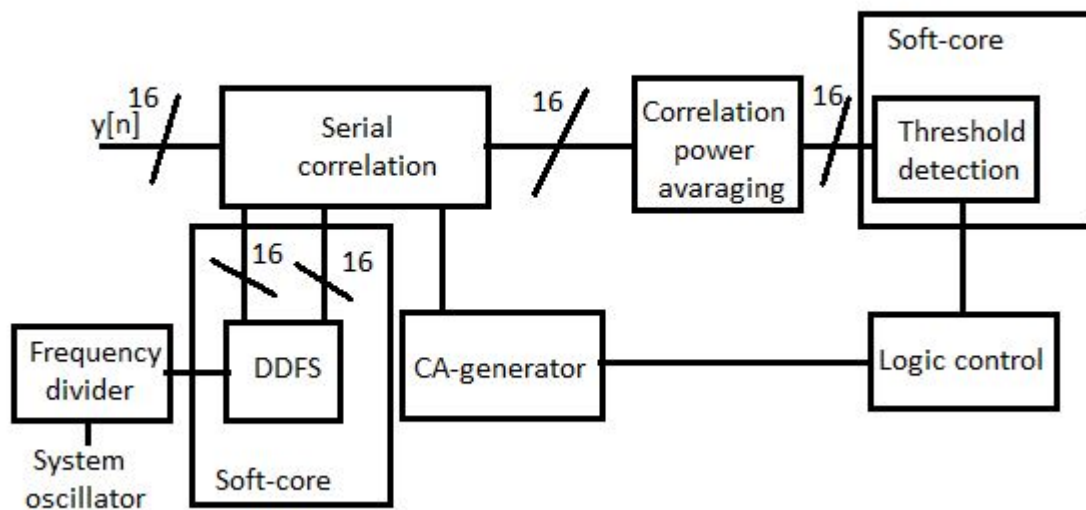 Soft-core
16
y[n]
Serial
correlation
16
Correlation
power
avaraging
16
Threshold
detection
16
16
Frequency
divider
DDFS
CA-generator
Logic control
System
oscillator
Soft-core